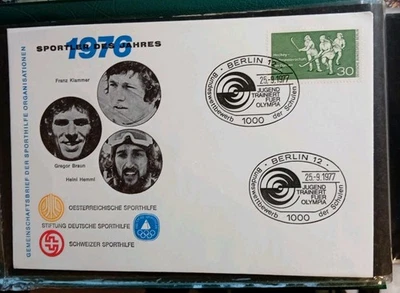 1976
SPORTLER DES JAHRES
Franz Klammer
Gregor Braun
Heini Hemmi
GEMEINSCHAFTSBRIEF DER SPORTHILFE ORGANISATIONEN
OESTERREICHISCHE SPORTHILFE
STIFTUNG DEUTSCHE SPORTHILFE
SCHWEIZER SPORTHILFE
BERLIN 12
25.-9.1977
JUGEND
TRAINIERT
FUER
OLYMPIA
Bundeswettbewerb der Schulen
1000
30
BERLIN 12
25.-9.1977
JUGEND
TRAINIERT
FUER
OLYMPIA
Bundeswettbewerb der Schulen
1000